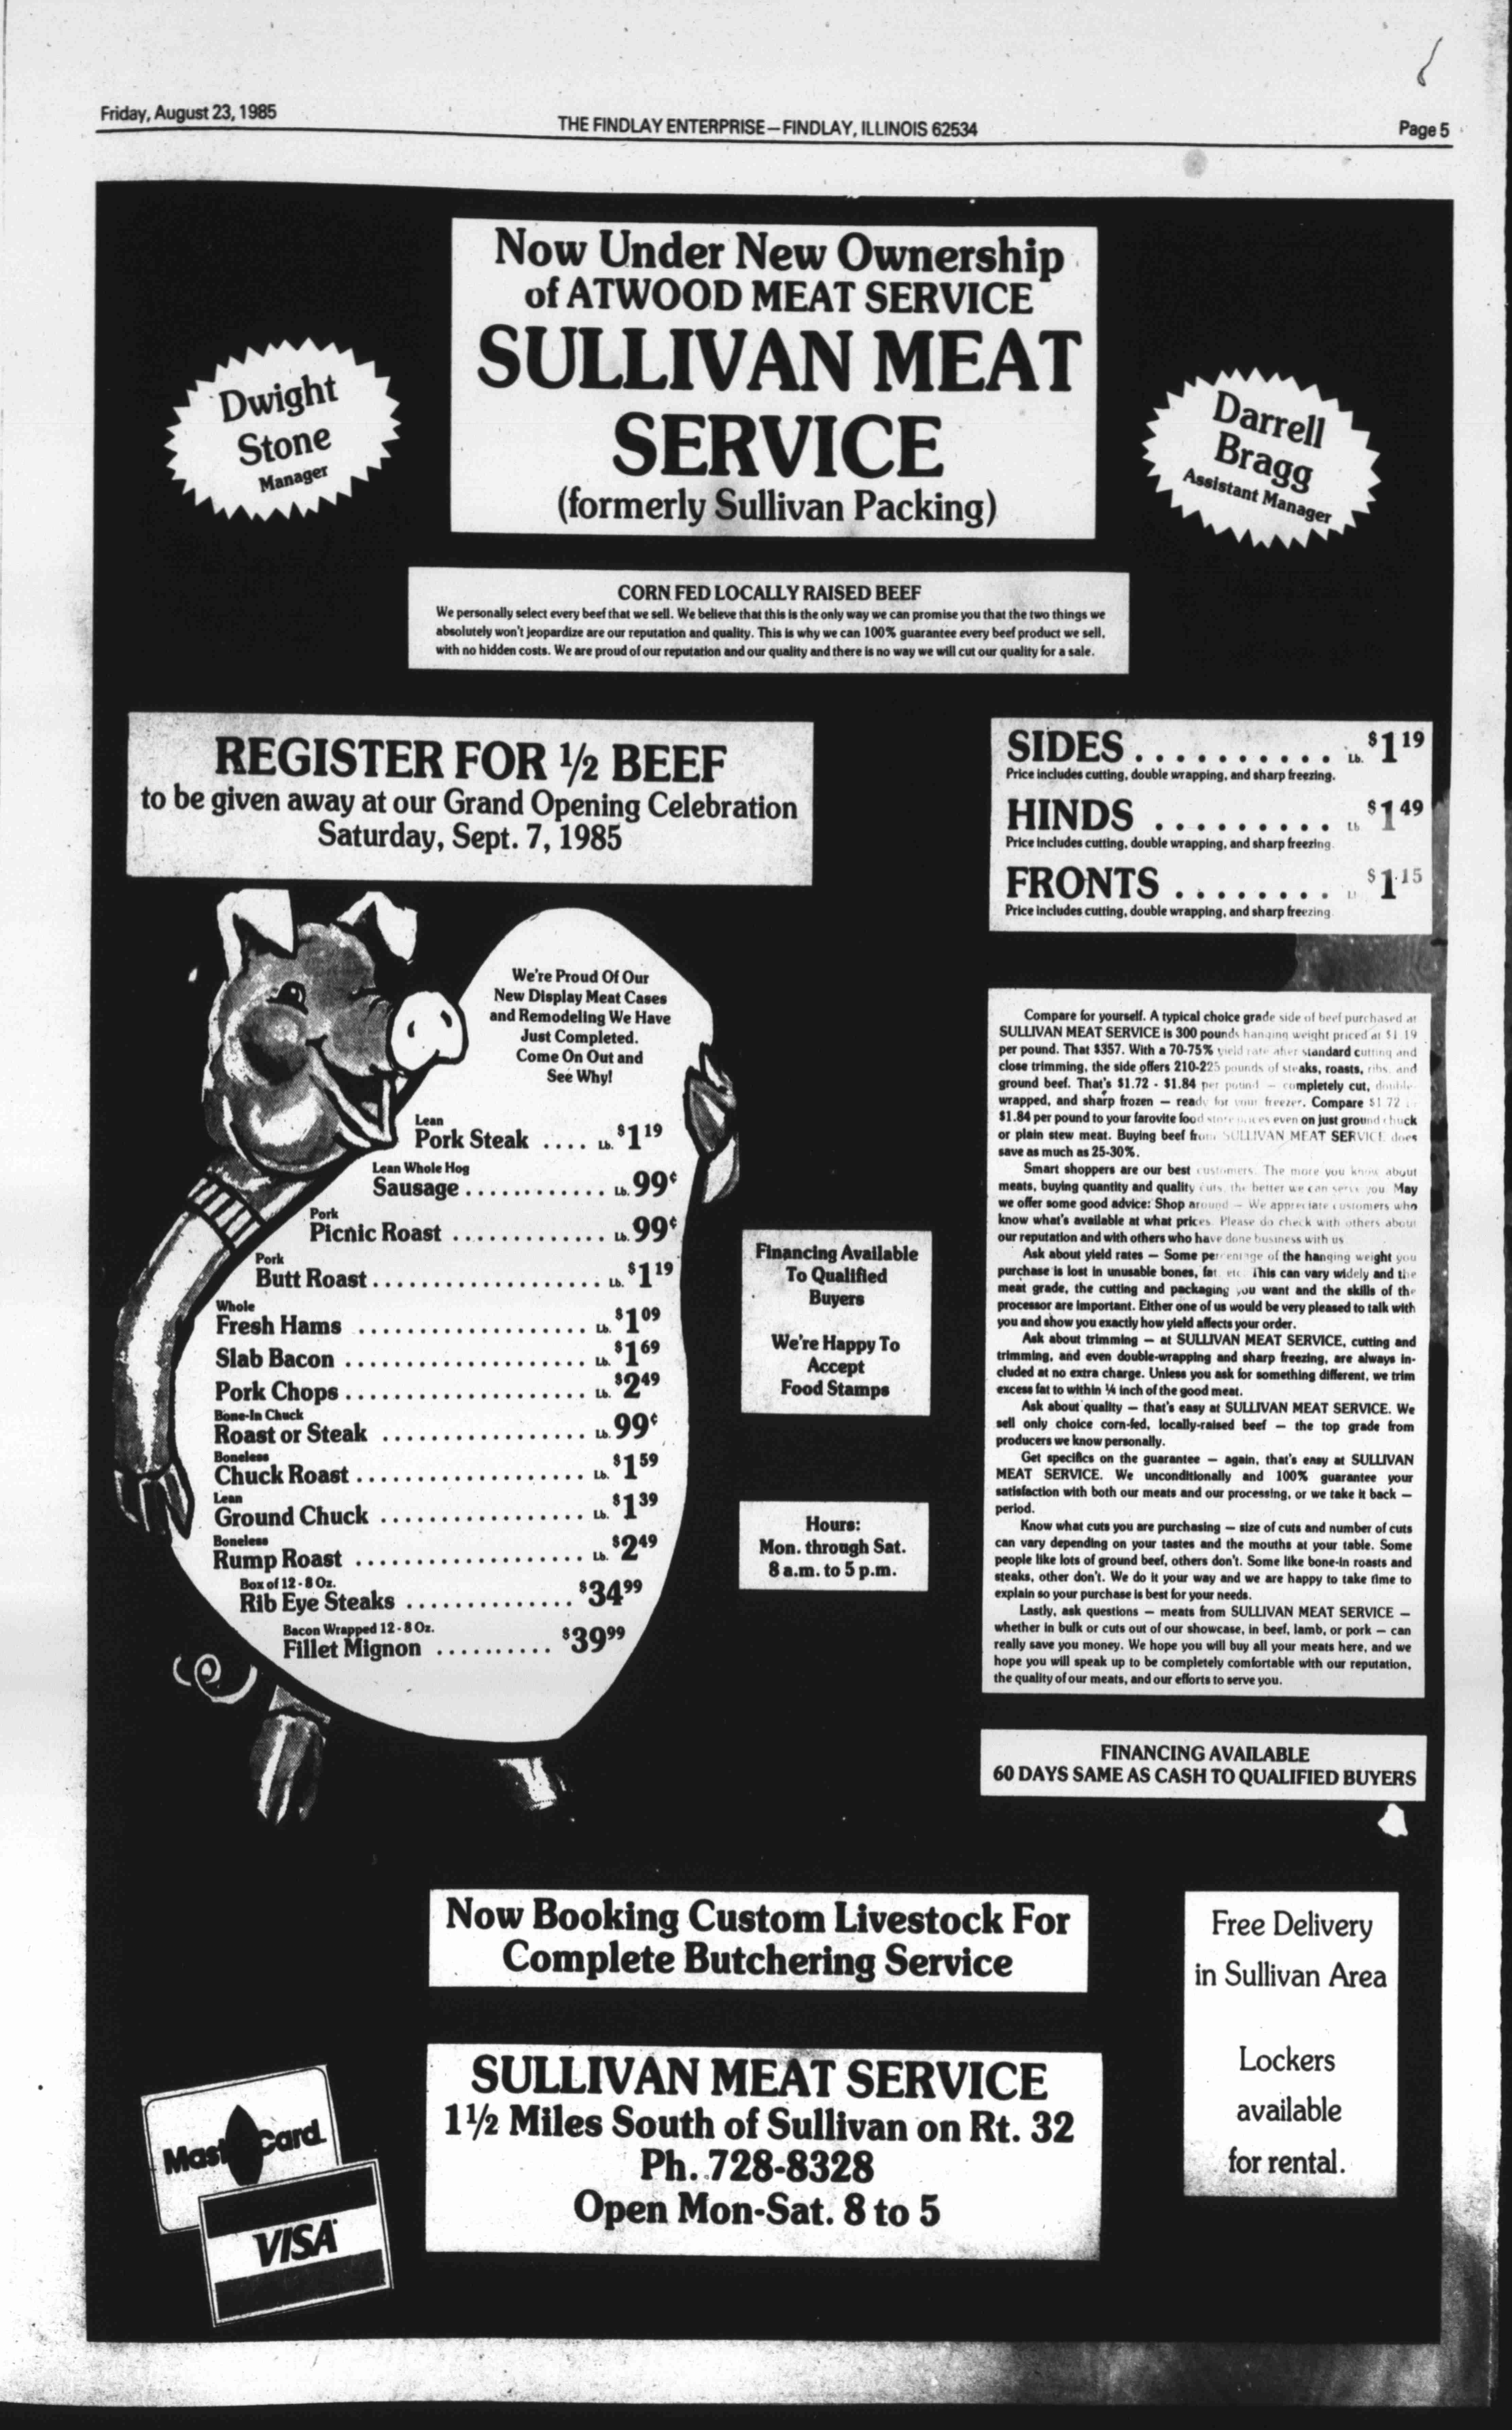 Friday, August 23, 1985
THE FINDLAY ENTERPRISE—FINDLAY, ILLINOIS 62534
Page 5
Now Under New Ownership
of ATWOOD MEAT SERVICE
SULLIVAN MEAT
SERVICE
(formerly Sullivan Packing)
Dwight
Stone
Manager
Darrell
Bragg
Assistant Manager
CORN FED LOCALLY RAISED BEEF
We personally select every beef that we sell. We believe that this is the only way we can promise you that the two things we
absolutely won't jeopardize are our reputation and quality. This is why we can 100% guarantee every beef product we sell,
with no hidden costs. We are proud of our reputation and our quality and there is no way we will cut our quality for a sale.
REGISTER FOR ½ BEEF
to be given away at our Grand Opening Celebration
Saturday, Sept. 7, 1985
SIDES .......... Lb. $1 19
Price includes cutting, double wrapping, and sharp freezing.
HINDS ......... Lb $1 49
Price includes cutting, double wrapping, and sharp freezing.
FRONTS ........ $1 15
Price includes cutting, double wrapping, and sharp freezing
We're Proud Of Our
New Display Meat Cases
and Remodeling We Have
Just Completed.
Come On Out and
See Why!
Lean
Pork Steak .... Lb. $1 19
Lean Whole Hog
Sausage ............ Lb. 99¢
Pork
Picnic Roast ............. Lb. 99¢
Pork
Butt Roast ................... Lb. $1 19
Whole
Fresh Hams ................... Lb. $1 09
Slab Bacon .................... Lb. $1 69
Pork Chops .................... Lb. $2 49
Bone-In Chuck
Roast or Steak ................. Lb. 99¢
Boneless
Chuck Roast ................... Lb. $1 59
Lean
Ground Chuck ................. Lb. $1 39
Boneless
Rump Roast ................... Lb. $2 49
Box of 12 - 8 Oz.
Rib Eye Steaks .............. $34 99
Bacon Wrapped 12 - 8 Oz.
Fillet Mignon .......... $39 99
Financing Available
To Qualified
Buyers
We're Happy To
Accept
Food Stamps
Hours:
Mon. through Sat.
8 a.m. to 5 p.m.
Compare for yourself. A typical choice grade side of beef purchased at
SULLIVAN MEAT SERVICE is 300 pounds hanging weight priced at $1.19
per pound. That $357. With a 70-75% yield rate after standard cutting and
close trimming, the side offers 210-225 pounds of steaks, roasts, ribs, and
ground beef. That's $1.72 - $1.84 per pound — completely cut, double-
wrapped, and sharp frozen — ready for your freezer. Compare $1.72
$1.84 per pound to your farovite food store prices even on just ground chuck
or plain stew meat. Buying beef from SULLIVAN MEAT SERVICE does
save as much as 25-30%.
Smart shoppers are our best customers. The more you know about
meats, buying quantity and quality cuts, the better we can serve you. May
we offer some good advice: Shop around — We appreciate customers who
know what's available at what prices. Please do check with others about
our reputation and with others who have done business with us
Ask about yield rates — Some percentage of the hanging weight you
purchase is lost in unusable bones, fat, etc. This can vary widely and the
meat grade, the cutting and packaging you want and the skills of the
processor are important. Either one of us would be very pleased to talk with
you and show you exactly how yield affects your order.
Ask about trimming — at SULLIVAN MEAT SERVICE, cutting and
trimming, and even double-wrapping and sharp freezing, are always in-
cluded at no extra charge. Unless you ask for something different, we trim
excess fat to within ¼ inch of the good meat.
Ask about quality — that's easy at SULLIVAN MEAT SERVICE. We
sell only choice corn-fed, locally-raised beef — the top grade from
producers we know personally.
Get specifics on the guarantee — again, that's easy at SULLIVAN
MEAT SERVICE. We unconditionally and 100% guarantee your
satisfaction with both our meats and our processing, or we take it back —
period.
Know what cuts you are purchasing — size of cuts and number of cuts
can vary depending on your tastes and the mouths at your table. Some
people like lots of ground beef, others don't. Some like bone-in roasts and
steaks, other don't. We do it your way and we are happy to take time to
explain so your purchase is best for your needs.
Lastly, ask questions — meats from SULLIVAN MEAT SERVICE —
whether in bulk or cuts out of our showcase, in beef, lamb, or pork — can
really save you money. We hope you will buy all your meats here, and we
hope you will speak up to be completely comfortable with our reputation,
the quality of our meats, and our efforts to serve you.
FINANCING AVAILABLE
60 DAYS SAME AS CASH TO QUALIFIED BUYERS
Now Booking Custom Livestock For
Complete Butchering Service
Free Delivery
in Sullivan Area
Lockers
available
for rental.
SULLIVAN MEAT SERVICE
1½ Miles South of Sullivan on Rt. 32
Ph. 728-8328
Open Mon-Sat. 8 to 5
MasterCard
VISA